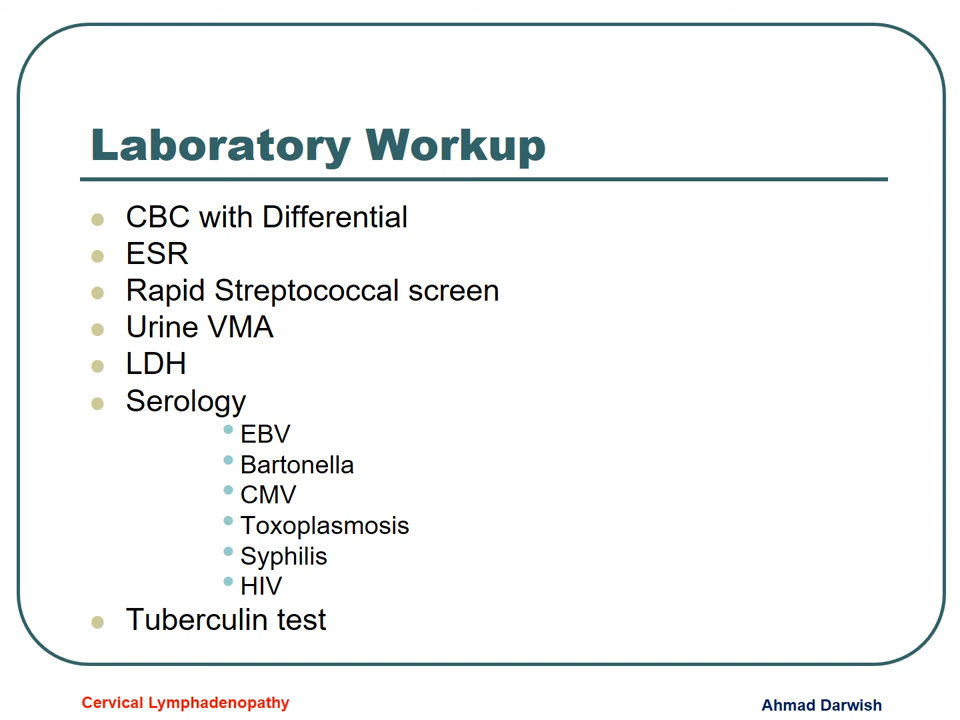 Laboratory Workup
CBC with Differential
ESR
Rapid Streptococcal screen
Urine VMA
LDH
Serology
EBV
Bartonella
CMV
Toxoplasmosis
Syphilis
HIV
Tuberculin test
Cervical Lymphadenopathy
Ahmad Darwish